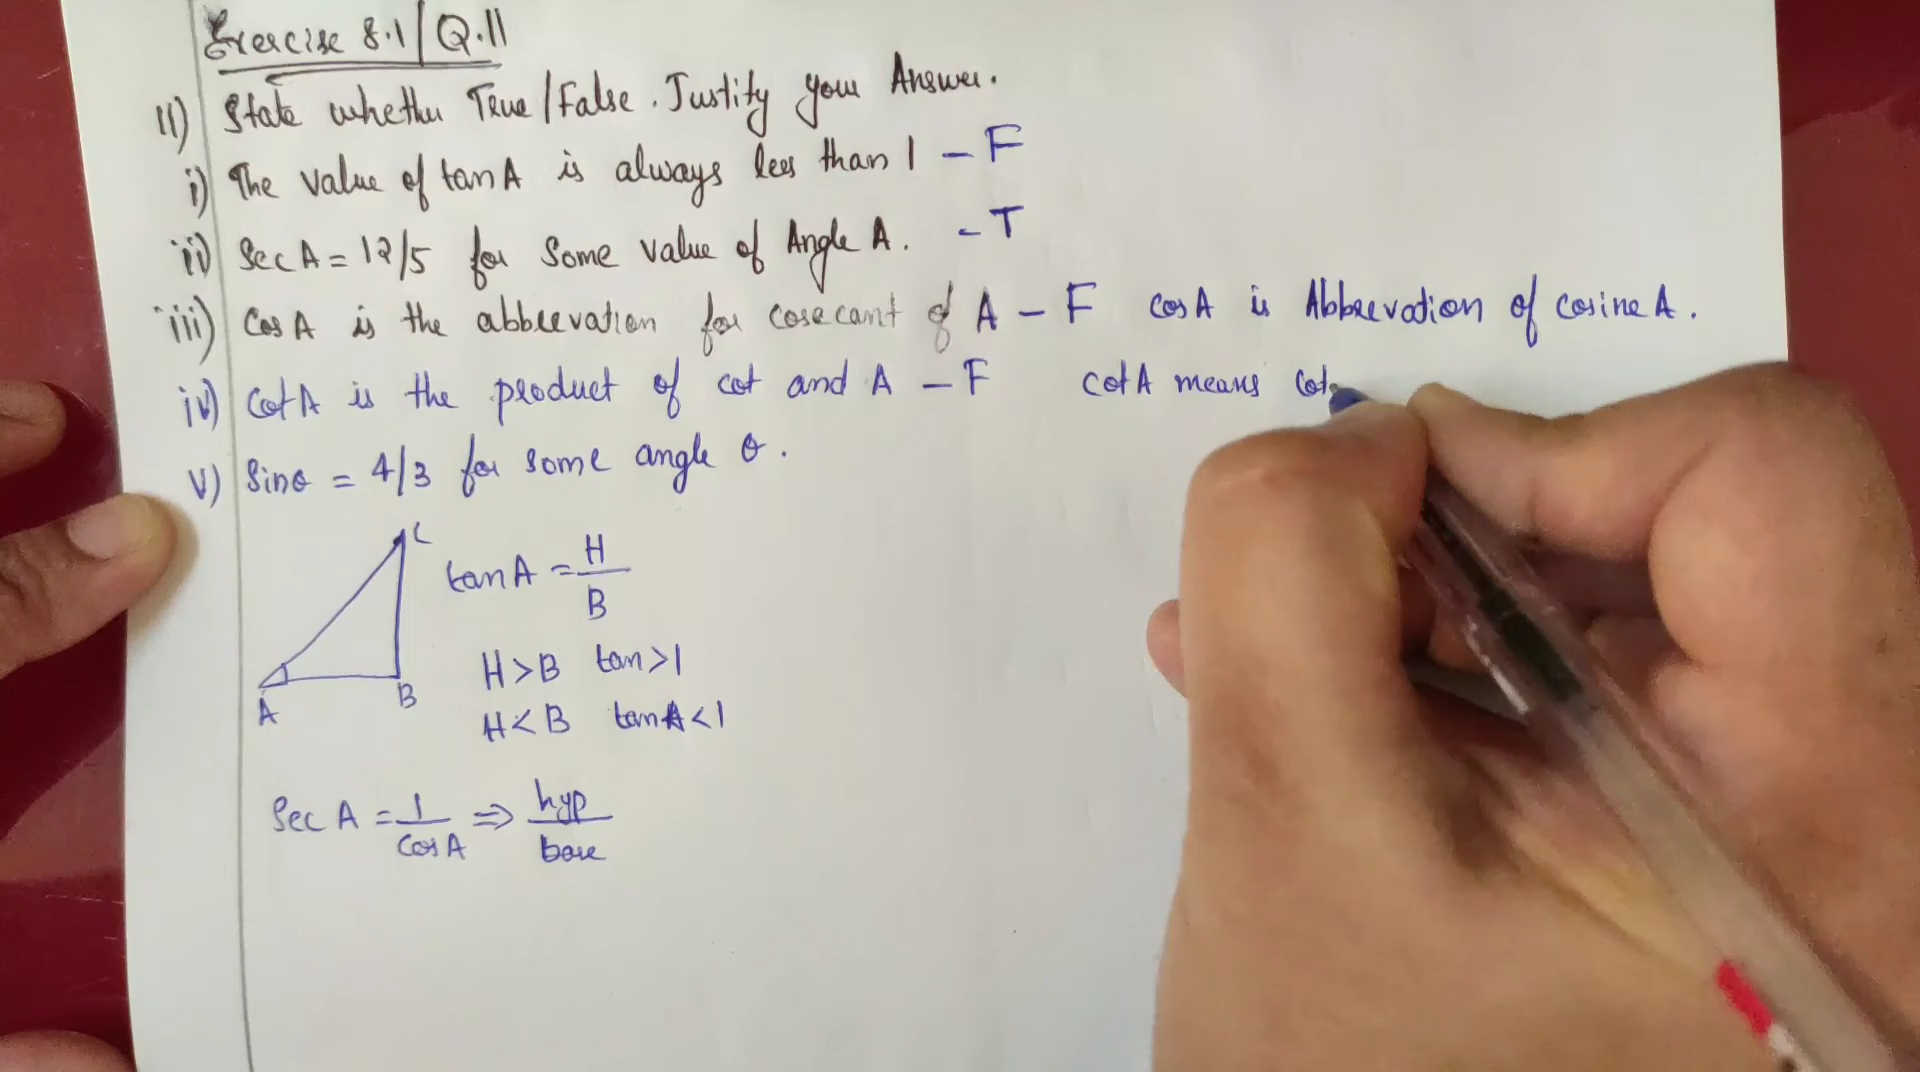 Exercise 8.1/Q.11
11) State whether True/False. Justify your Answer.
i) The value of tan A is always less than 1 - F
ii) Sec A = 12/5 for Some value of Angle A. - T
iii) Cos A is the abbrevation for cosecant of A - F cos A is Abbrevation of cosine A.
iv) Cot A is the product of cot and A - F cot A means Cot
v) Sinθ = 4/3 for some angle θ.
C
A
B
tan A = H/B
H>B tan>1
H<B tan A<1
Sec A = 1/Cos A ⇒ hyp/base